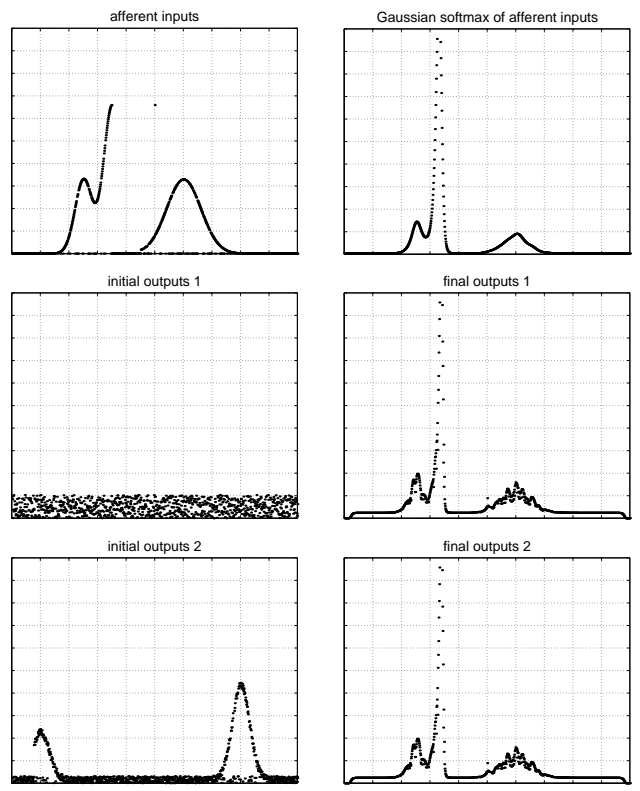 afferent inputs
Gaussian softmax of afferent inputs
initial outputs 1
final outputs 1
initial outputs 2
final outputs 2